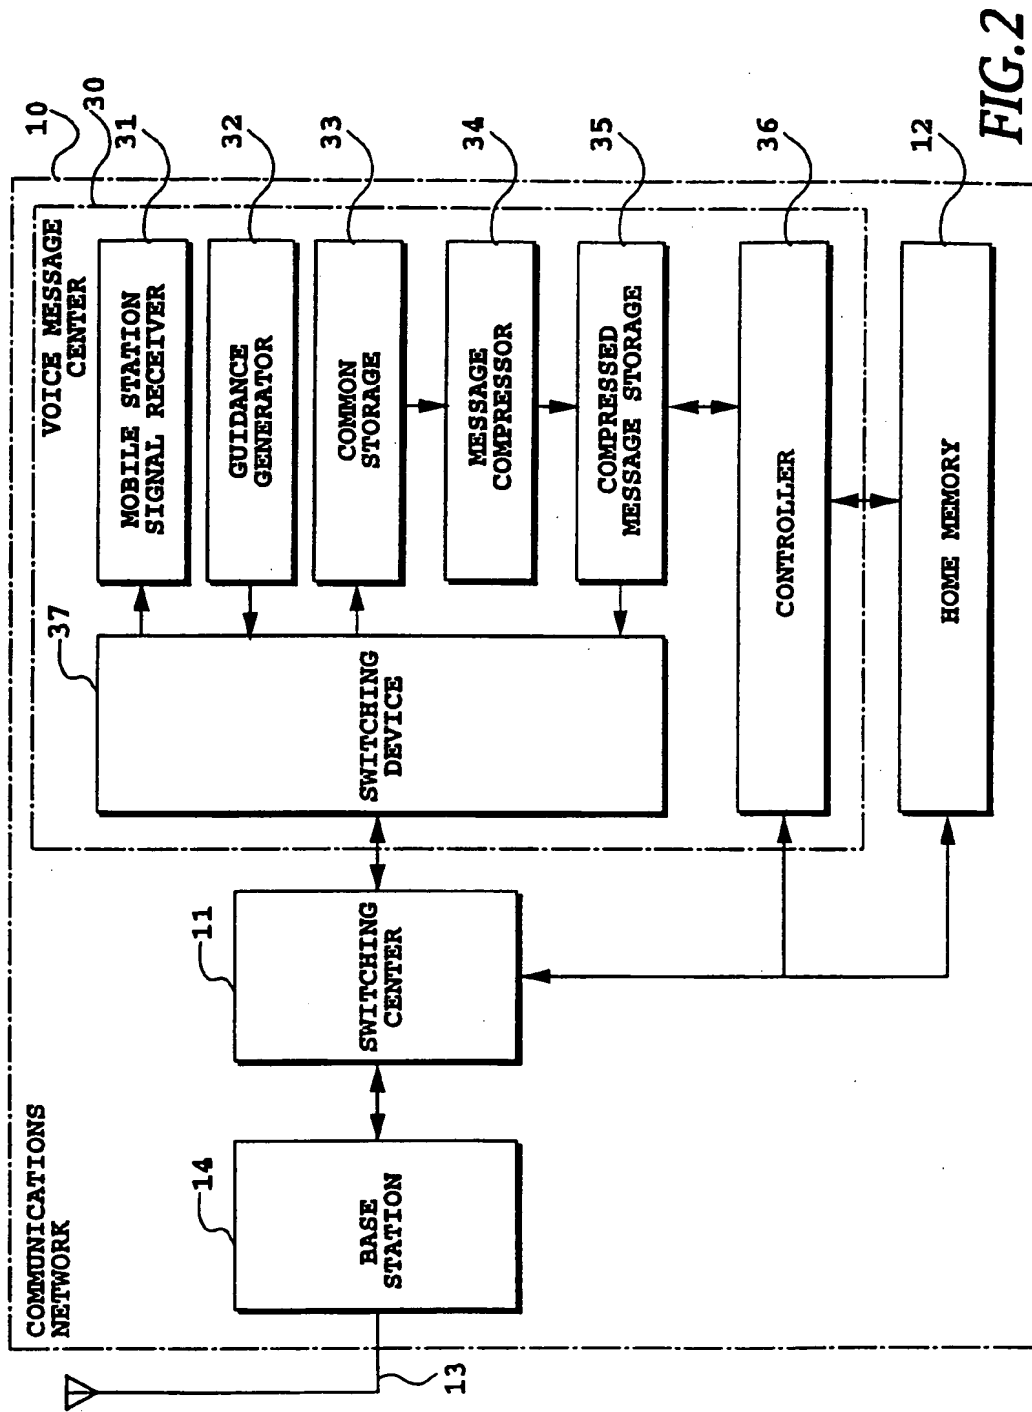 COMMUNICATIONS
NETWORK
10
VOICE MESSAGE
CENTER
30
14
BASE
STATION
13
11
SWITCHING
CENTER
37
SWITCHING
DEVICE
MOBILE STATION
SIGNAL RECEIVER
31
GUIDANCE
GENERATOR
32
COMMON
STORAGE
33
MESSAGE
COMPRESSOR
34
COMPRESSED
MESSAGE STORAGE
35
CONTROLLER
36
HOME MEMORY
12
FIG.2